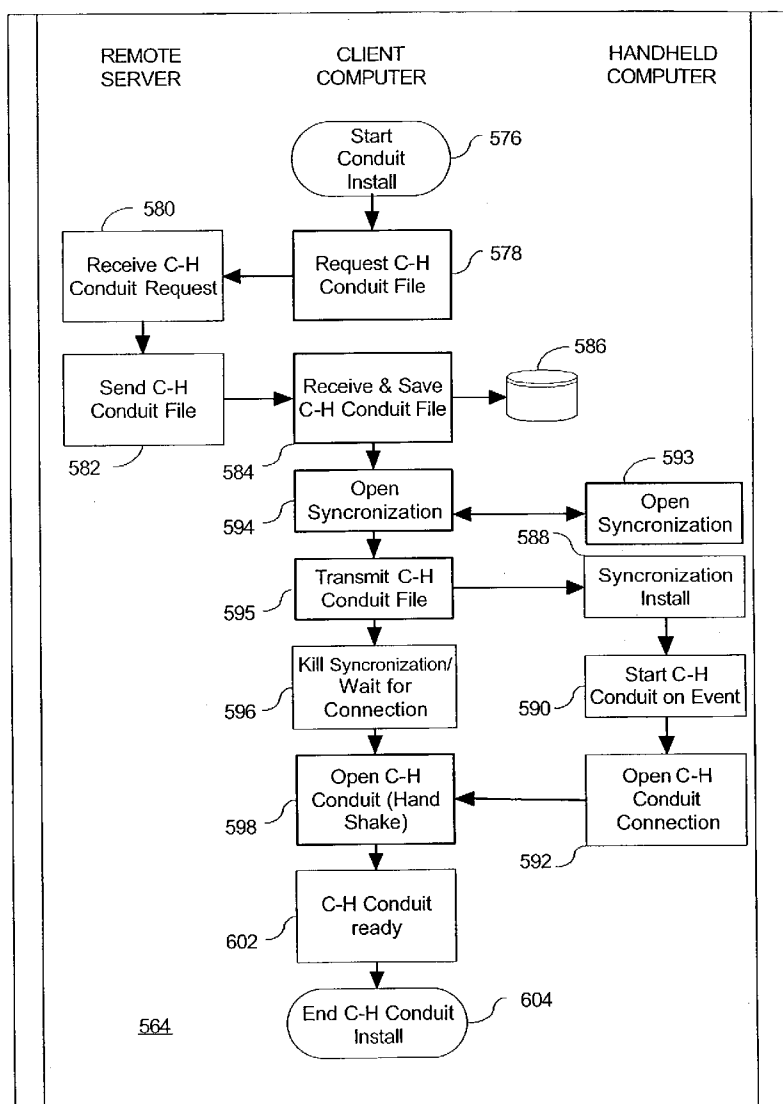 REMOTE
SERVER
CLIENT
COMPUTER
HANDHELD
COMPUTER
Start
Conduit
Install
576
580
Receive C-H
Conduit Request
Request C-H
Conduit File
578
Send C-H
Conduit File
582
Receive & Save
C-H Conduit File
584
586
Open
Syncronization
594
593
Open
Syncronization
588
Transmit C-H
Conduit File
595
Syncronization
Install
Kill Syncronization/
Wait for
Connection
596
Start C-H
Conduit on Event
590
Open C-H
Conduit (Hand
Shake)
598
Open C-H
Conduit
Connection
592
C-H Conduit
ready
602
End C-H Conduit
Install
604
564